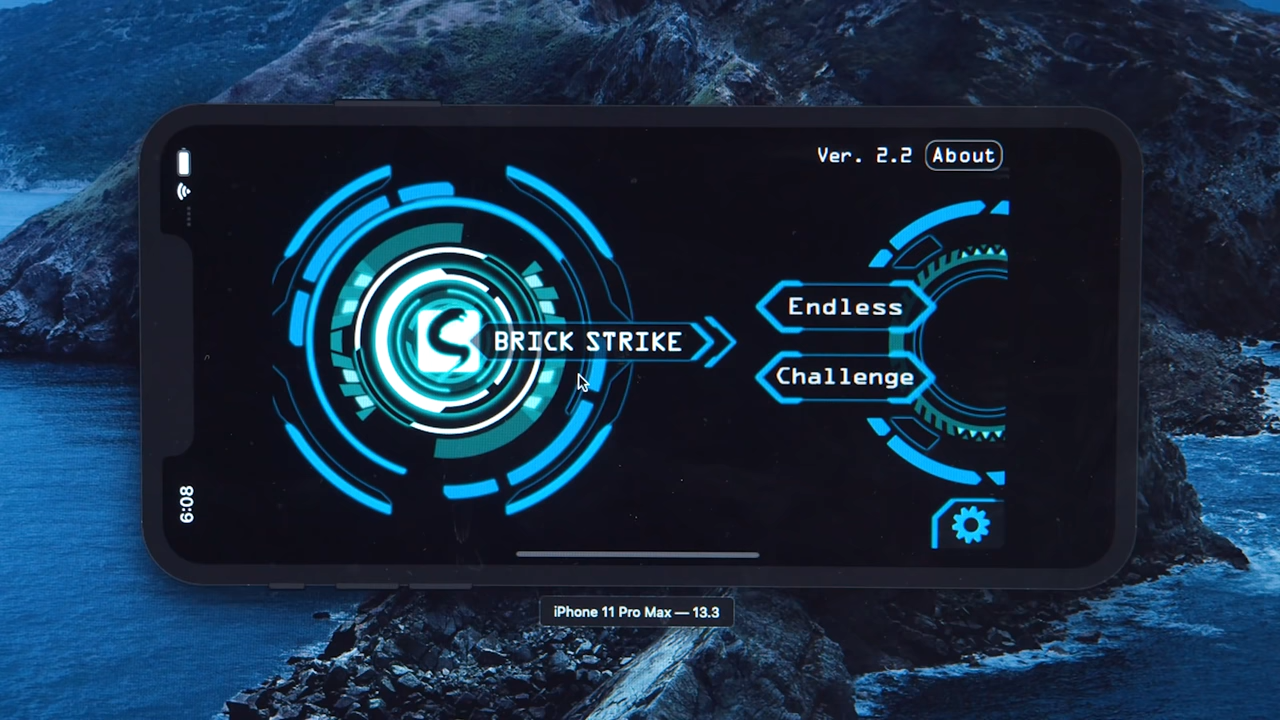 Ver. 2.2 About
Endless
BRICK STRIKE
Challenge
6:08
iPhone 11 Pro Max — 13.3